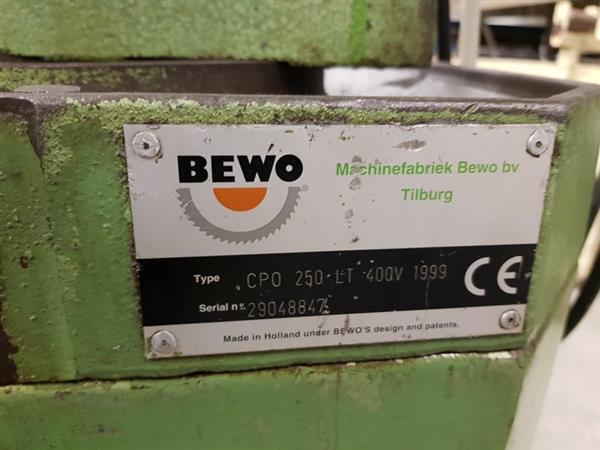 BEWO
®
Machinefabriek Bewo bv
Tilburg
Type CPO 250 LT 400V 1999
CE
Serial nº. 29048847
Made in Holland under BEWO'S design and patents.